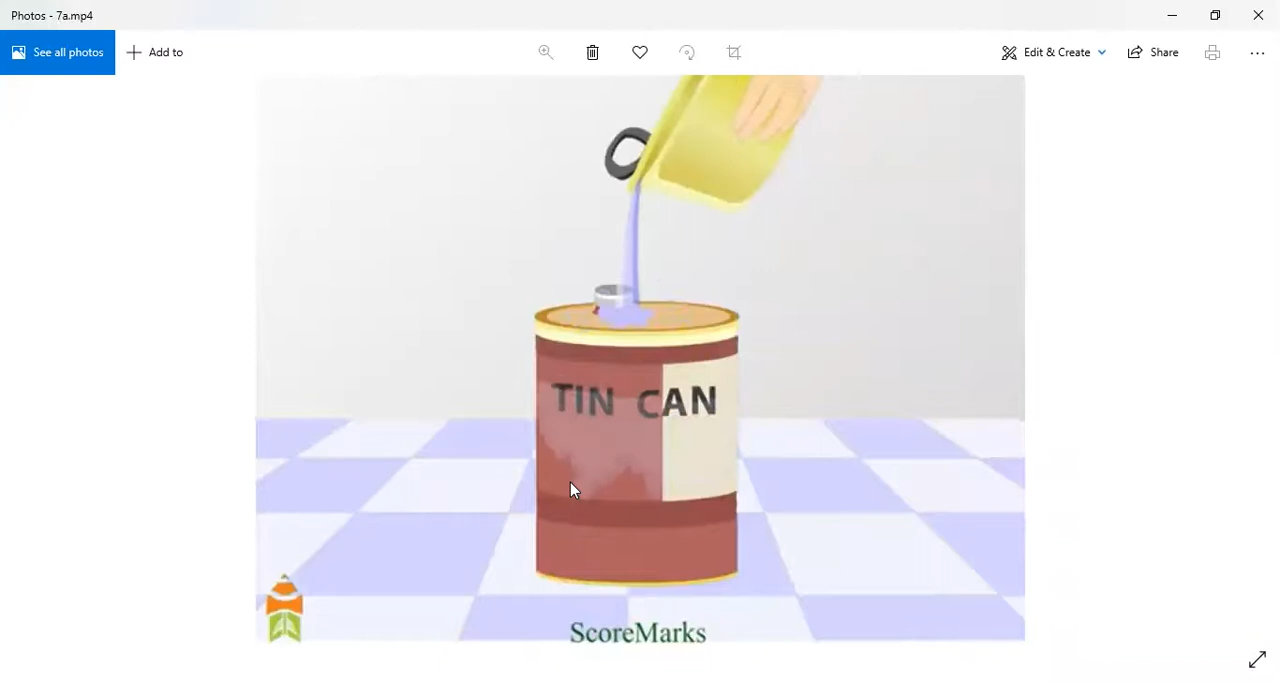 Photos - 7a.mp4
See all photos
Add to
Edit & Create
Share
TIN CAN
ScoreMarks